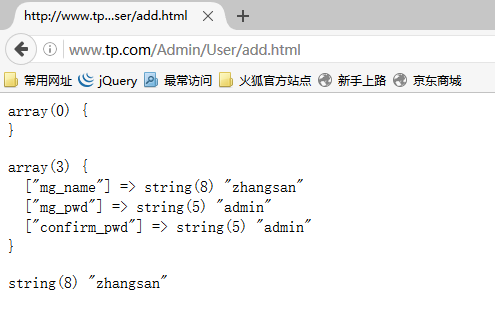 http://www.tp...ser/add.html
www.tp.com/Admin/User/add.html
常用网址 jQuery 最常访问 火狐官方站点 新手上路 京东商城
array(0) {
}
array(3) {
["mg_name"] => string(8) "zhangsan"
["mg_pwd"] => string(5) "admin"
["confirm_pwd"] => string(5) "admin"
}
string(8) "zhangsan"